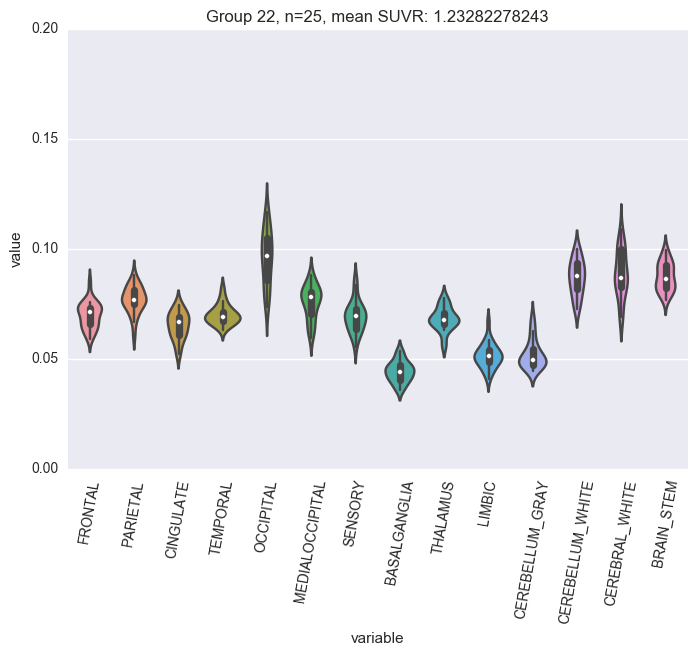 Group 22, n=25, mean SUVR: 1.23282278243
0.20
0.15
0.10
0.05
0.00
value
FRONTAL
PARIETAL
CINGULATE
TEMPORAL
OCCIPITAL
MEDIALOCCIPITAL
SENSORY
BASALGANGLIA
THALAMUS
LIMBIC
CEREBELLUM_GRAY
CEREBELLUM_WHITE
CEREBRAL_WHITE
BRAIN_STEM
variable